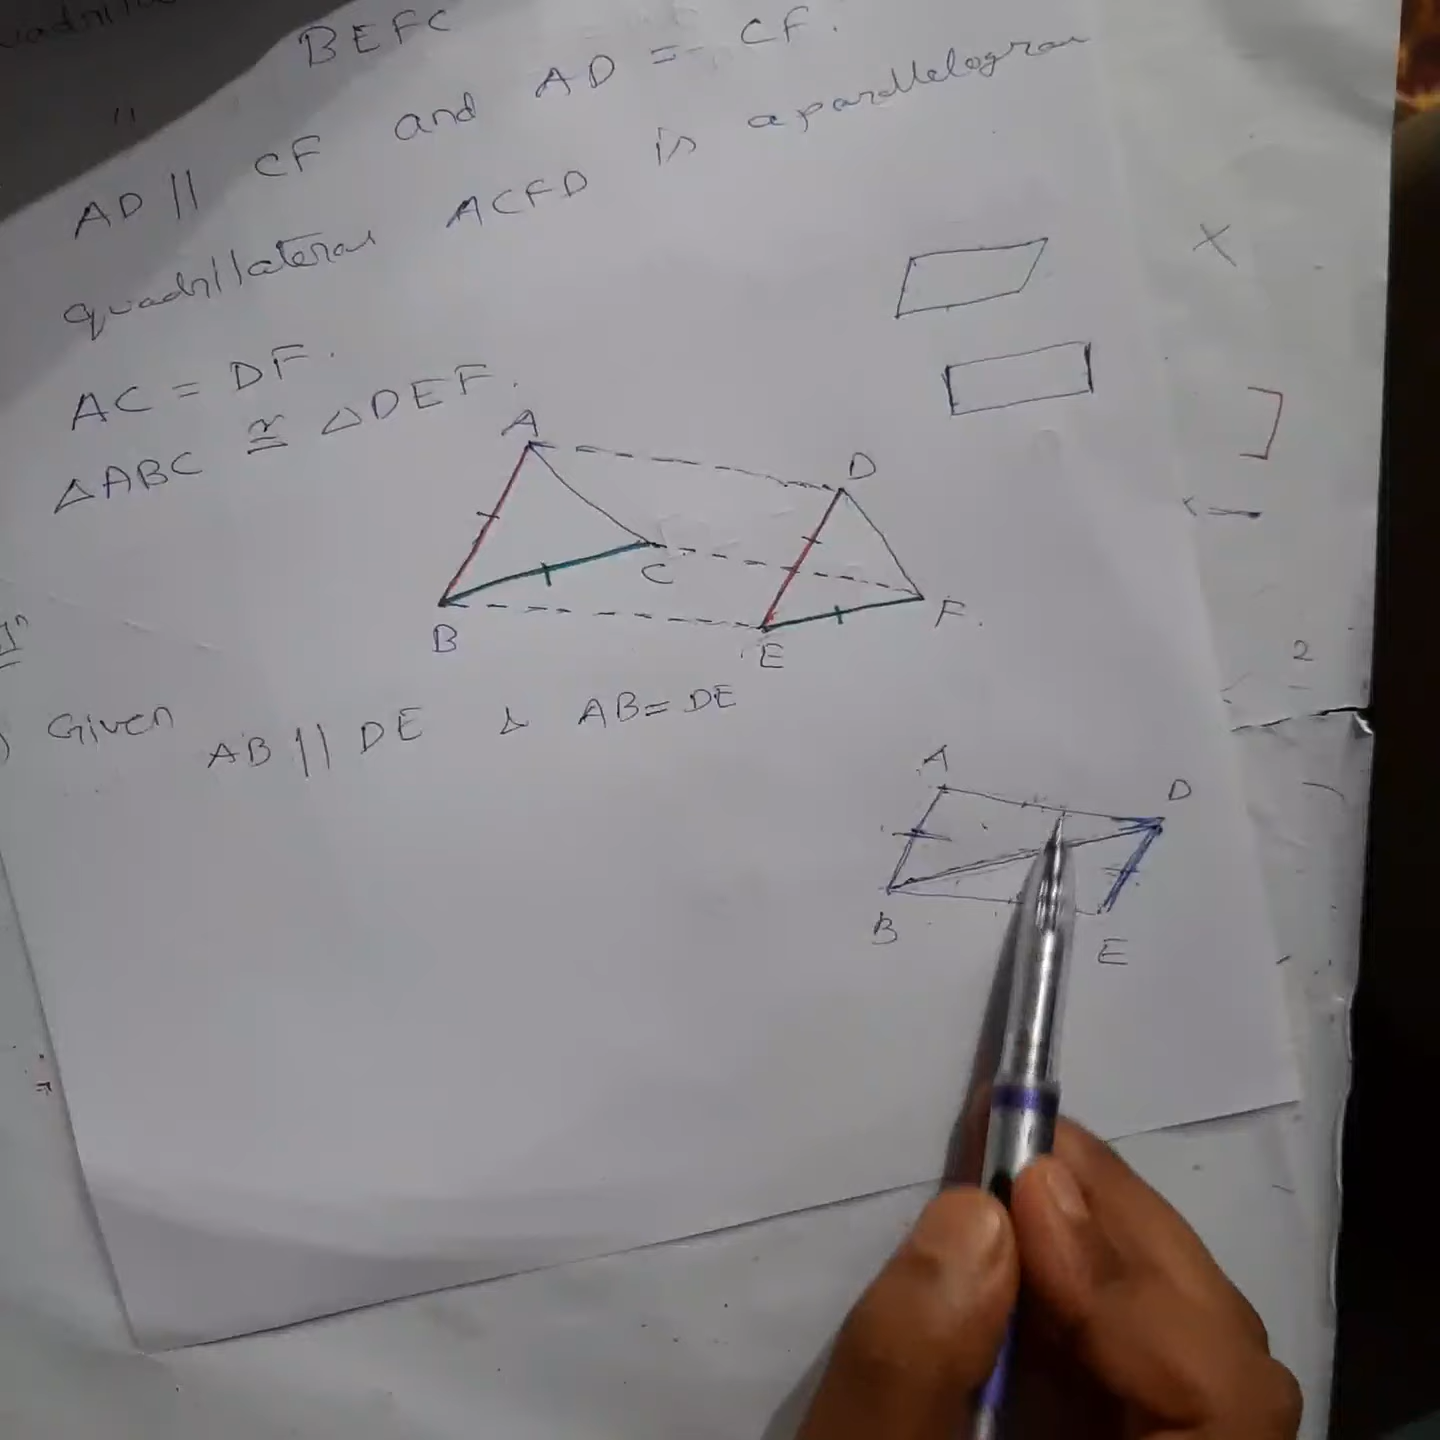 BEFC
"
AD || CF and AD = CF.
quadrilateral ACFD is a parallelogram
AC = DF.
△ABC ≅ △DEF.
A
D
C
B
E
F.
2
Given AB || DE & AB = DE
A
D
B
E